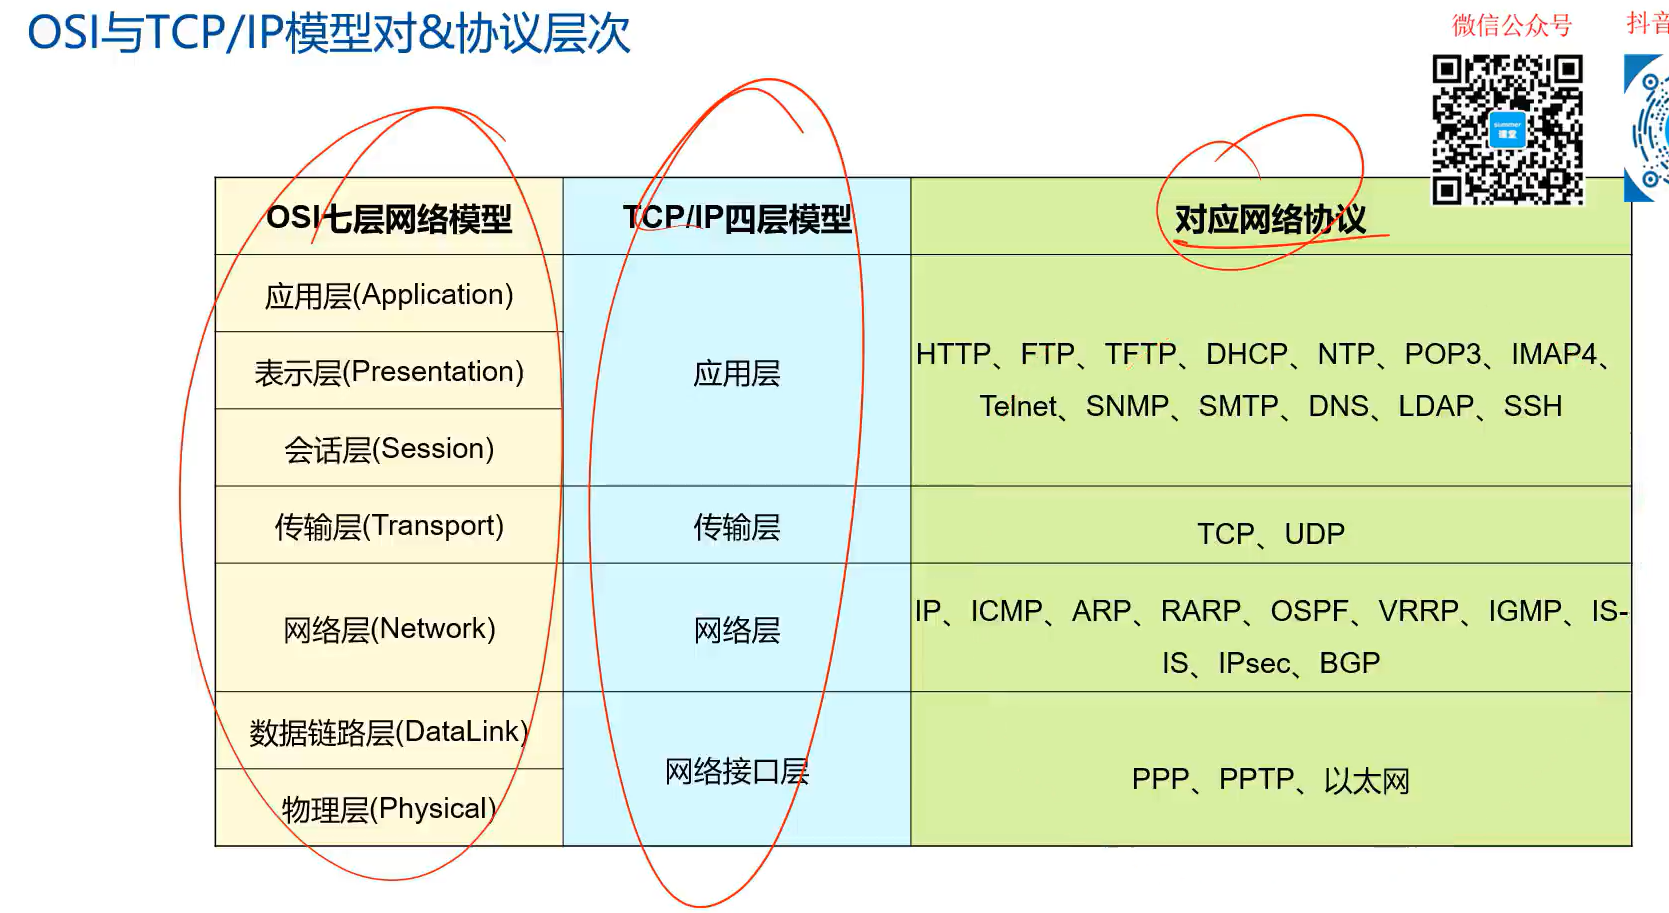 OSI与TCP/IP模型对&协议层次
微信公众号
抖音
summer
课堂
OSI七层网络模型
TCP/IP四层模型
对应网络协议
应用层(Application)
表示层(Presentation)
会话层(Session)
应用层
HTTP、FTP、TFTP、DHCP、NTP、POP3、IMAP4、
Telnet、SNMP、SMTP、DNS、LDAP、SSH
传输层(Transport)
传输层
TCP、UDP
网络层(Network)
网络层
IP、ICMP、ARP、RARP、OSPF、VRRP、IGMP、IS-
IS、IPsec、BGP
数据链路层(DataLink)
物理层(Physical)
网络接口层
PPP、PPTP、以太网